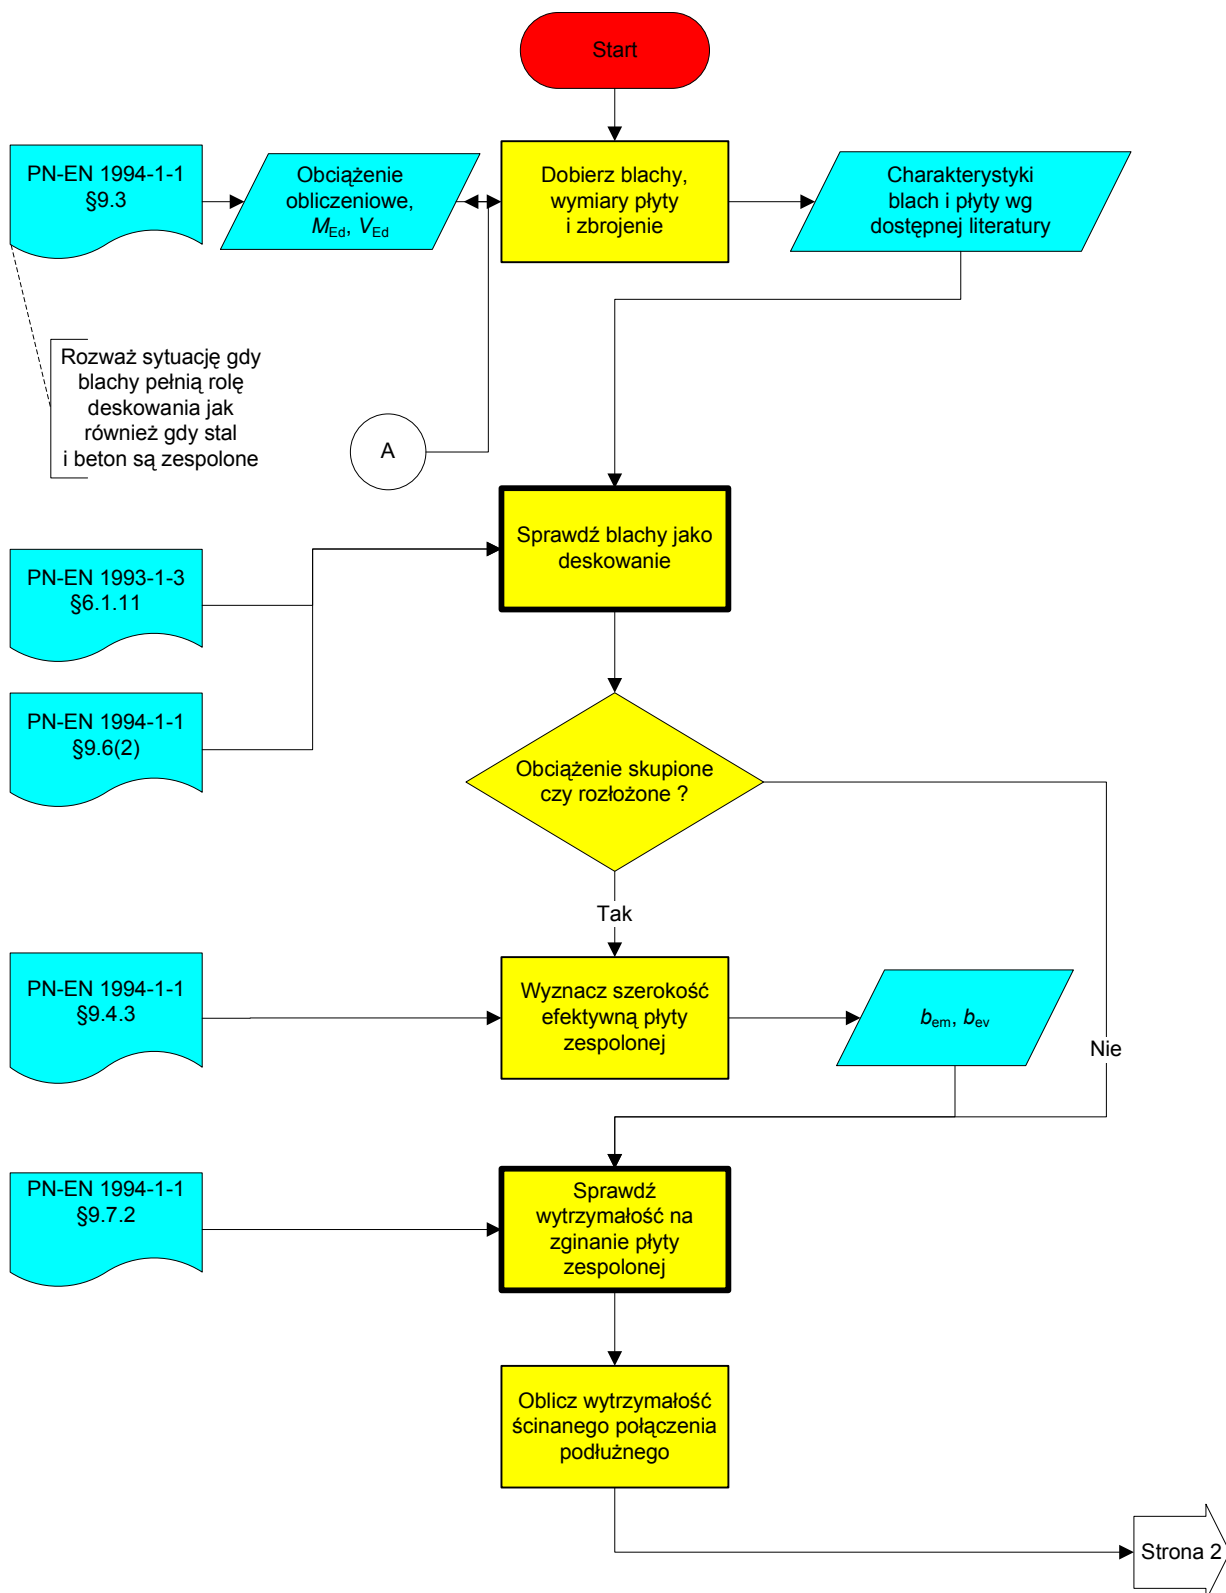 Start
PN-EN 1994-1-1
§9.3
Obciążenie
obliczeniowe,
MEd, VEd
Dobierz blachy,
wymiary płyty
i zbrojenie
Charakterystyki
blach i płyty wg
dostępnej literatury
Rozważ sytuację gdy
blachy pełnią rolę
deskowania jak
również gdy stal
i beton są zespolone
A
Sprawdź blachy jako
deskowanie
PN-EN 1993-1-3
§6.1.11
PN-EN 1994-1-1
§9.6(2)
Obciążenie skupione
czy rozłożone ?
Tak
PN-EN 1994-1-1
§9.4.3
Wyznacz szerokość
efektywną płyty
zespolonej
bem, bev
Nie
PN-EN 1994-1-1
§9.7.2
Sprawdź
wytrzymałość na
zginanie płyty
zespolonej
Oblicz wytrzymałość
ścinanego połączenia
podłużnego
Strona 2